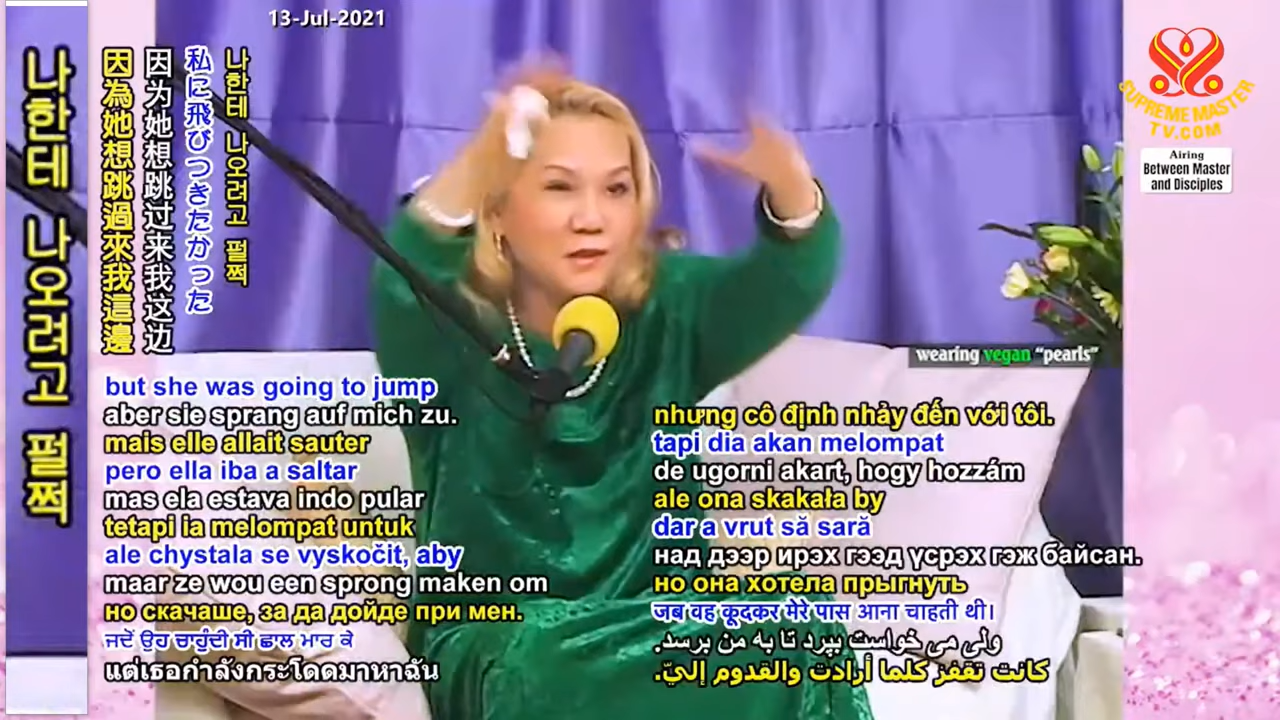 13-Jul-2021
나한테 나오려고 펄쩍
因為她想跳過來我這邊
因为她想跳过来我这边
私に飛びつきたかった
나한테 나오려고 펄쩍
SUPREME MASTER
TV.COM
Airing
Between Master
and Disciples
wearing vegan “pearls”
but she was going to jump
aber sie sprang auf mich zu.
mais elle allait sauter
pero ella iba a saltar
mas ela estava indo pular
tetapi ia melompat untuk
ale chystala se vyskočit, aby
maar ze wou een sprong maken om
но скачаше, за да дойде при мен.
ਜਦੋਂ ਉਹ ਚਾਹੁੰਦੀ ਸੀ ਛਾਲ ਮਾਰ ਕੇ
แต่เธอกำลังกระโดดมาหาฉัน
nhưng cô định nhảy đến với tôi.
tapi dia akan melompat
de ugorni akart, hogy hozzám
ale ona skakała by
dar a vrut să sară
над дээр ирэх гээд үсрэх гэж байсан.
но она хотела прыгнуть
जब वह कूदकर मेरे पास आना चाहती थी।
ولی می خواست بپرد تا به من برسد.
كانت تقفز كلما أرادت والقدوم إليّ.